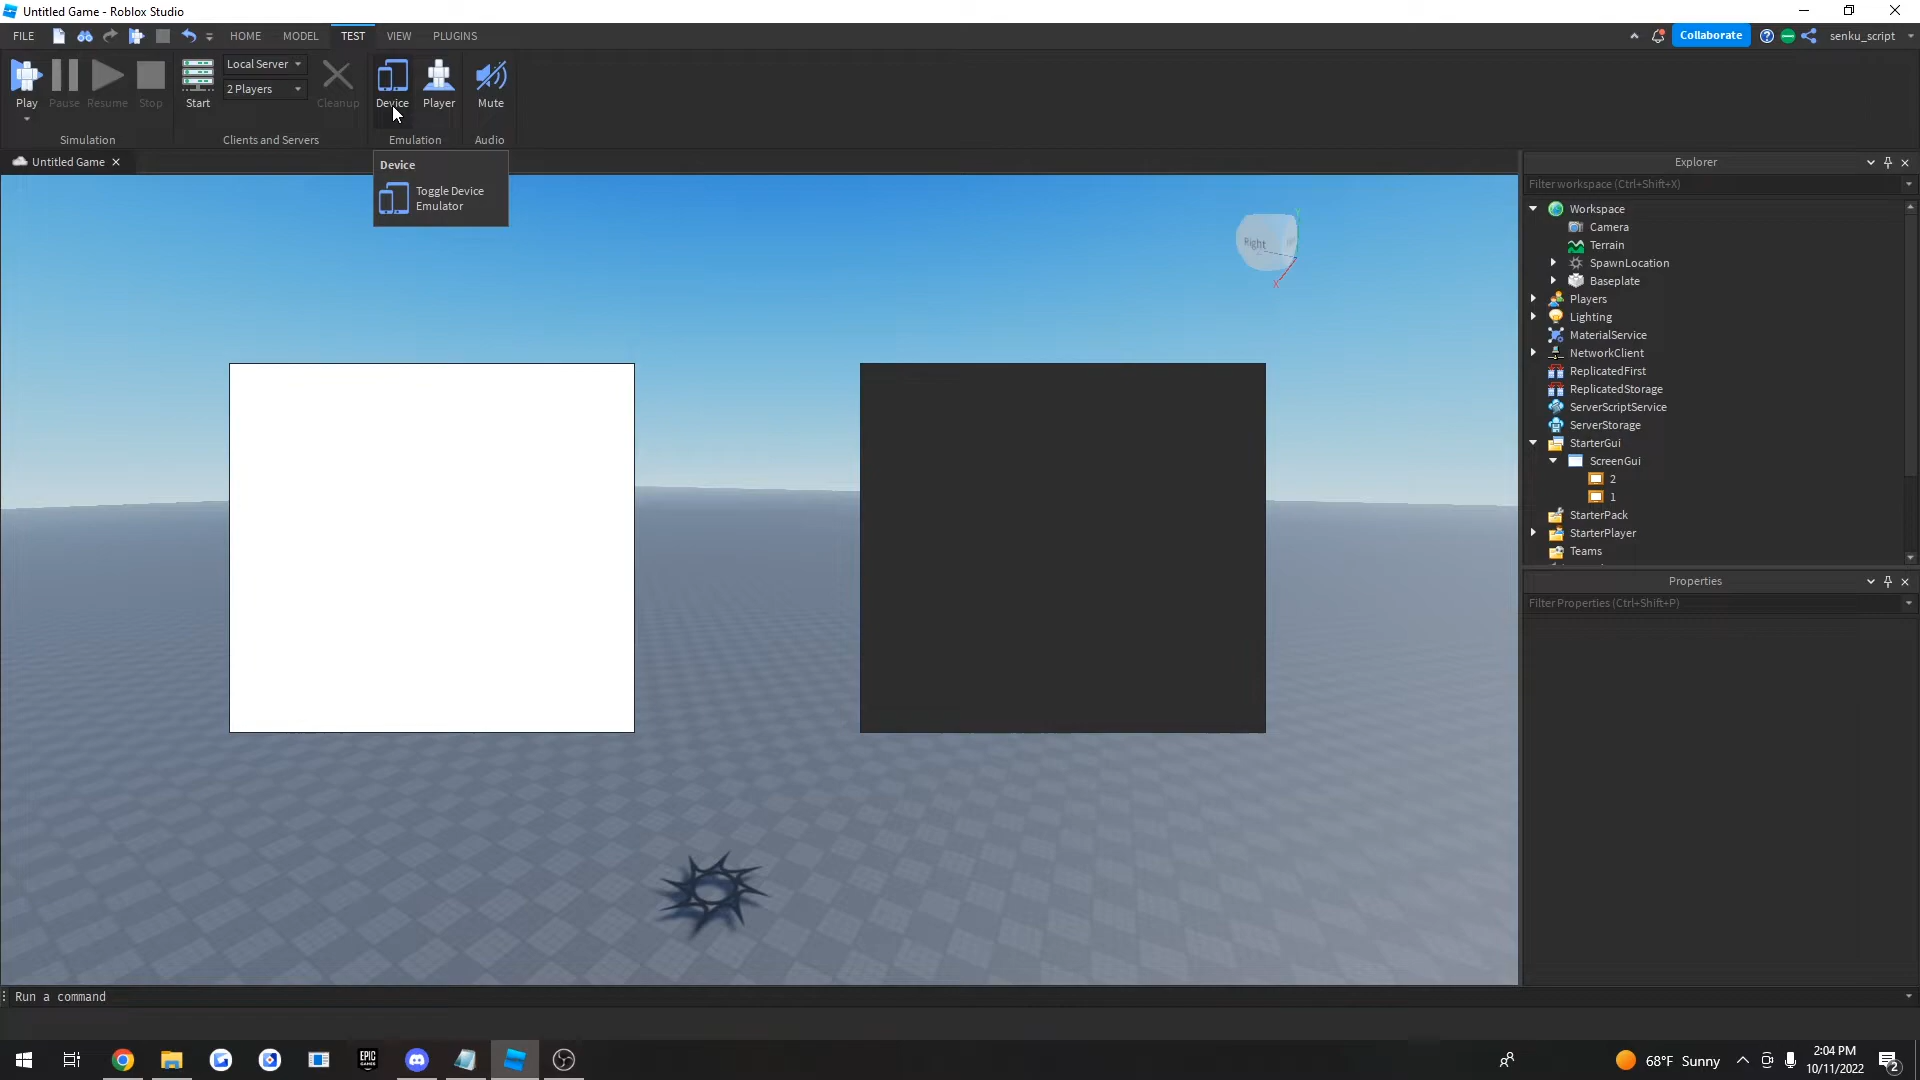 Untitled Game - Roblox Studio
FILE HOME MODEL TEST VIEW PLUGINS Collaborate senku_script
Play Pause Resume Stop Start Local Server 2 Players Cleanup Device Player Mute
Simulation Clients and Servers Emulation Audio
Untitled Game
Device
Toggle Device
Emulator
Right
Y
X
Explorer
Filter workspace (Ctrl+Shift+X)
Workspace
Camera
Terrain
SpawnLocation
Baseplate
Players
Lighting
MaterialService
NetworkClient
ReplicatedFirst
ReplicatedStorage
ServerScriptService
ServerStorage
StarterGui
ScreenGui
2
1
StarterPack
StarterPlayer
Teams
Properties
Filter Properties (Ctrl+Shift+P)
Run a command
EPIC
GAMES
68°F Sunny
2:04 PM
10/11/2022
2